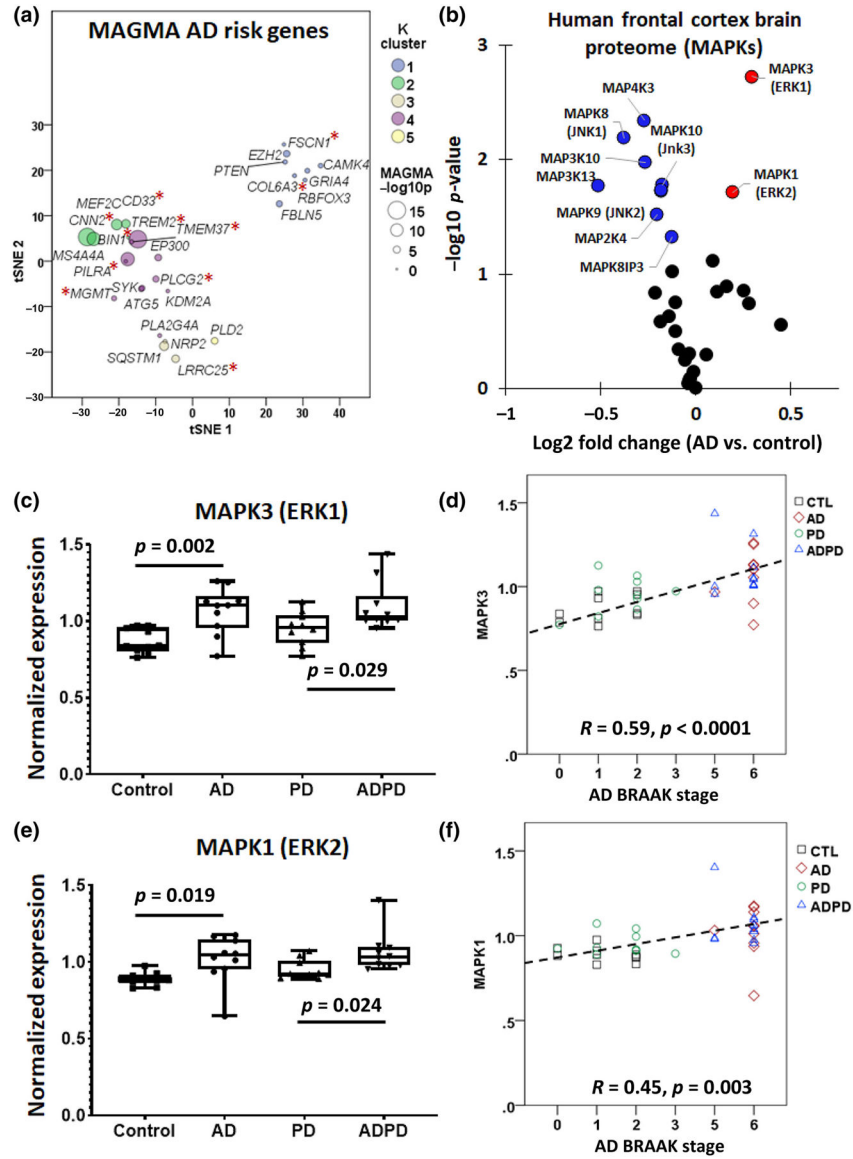 (a)
MAGMA AD risk genes
K
cluster
1
2
3
4
5
MAGMA
–log10p
15
10
5
0
30
20
10
0
–10
–20
–30
tSNE 2
–30
–20
–10
0
10
20
30
40
tSNE 1
FSCN1 *
EZH2
PTEN
CAMK4
GRIA4
COL6A3 *
RBFOX3
FBLN5
CD33 *
MEF2C *
CNN2
TREM2 *
TMEM37 *
BIN1 *
EP300
MS4A4A
PILRA *
PLCG2 *
* MGMT
SYK
KDM2A
ATG5
PLA2G4A
PLD2
NRP2
SQSTM1
LRRC25 *
(b)
Human frontal cortex brain
proteome (MAPKs)
3
2
1
0
–log10 p-value
–1
–0.5
0
0.5
Log2 fold change (AD vs. control)
MAPK3
(ERK1)
MAP4K3
MAPK8
(JNK1)
MAPK10
(Jnk3)
MAP3K10
MAP3K13
MAPK1
(ERK2)
MAPK9 (JNK2)
MAP2K4
MAPK8IP3
(c)
MAPK3 (ERK1)
1.5
1.0
0.5
0.0
Normalized expression
p = 0.002
p = 0.029
Control
AD
PD
ADPD
(d)
1.5
1.0
.5
.0
MAPK3
R = 0.59, p < 0.0001
0
1
2
3
5
6
AD BRAAK stage
CTL
AD
PD
ADPD
(e)
MAPK1 (ERK2)
1.5
1.0
0.5
0.0
Normalized expression
p = 0.019
p = 0.024
Control
AD
PD
ADPD
(f)
1.5
1.0
.5
.0
MAPK1
R = 0.45, p = 0.003
0
1
2
3
5
6
AD BRAAK stage
CTL
AD
PD
ADPD